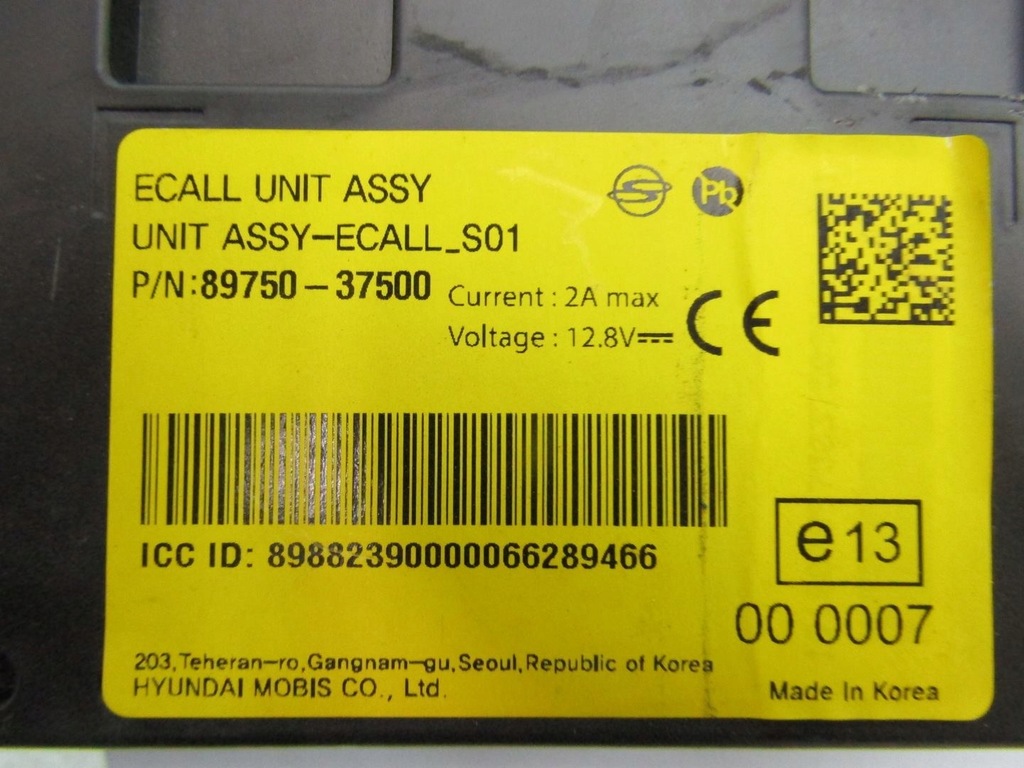 ECALL UNIT ASSY
UNIT ASSY-ECALL_S01
P/N:89750-37500
Pb
Current : 2A max
Voltage : 12.8V
CE
ICC ID: 89882390000066289466
e13
00 0007
203,Teheran-ro,Gangnam-gu,Seoul,Republic of Korea
HYUNDAI MOBIS CO., Ltd.
Made In Korea